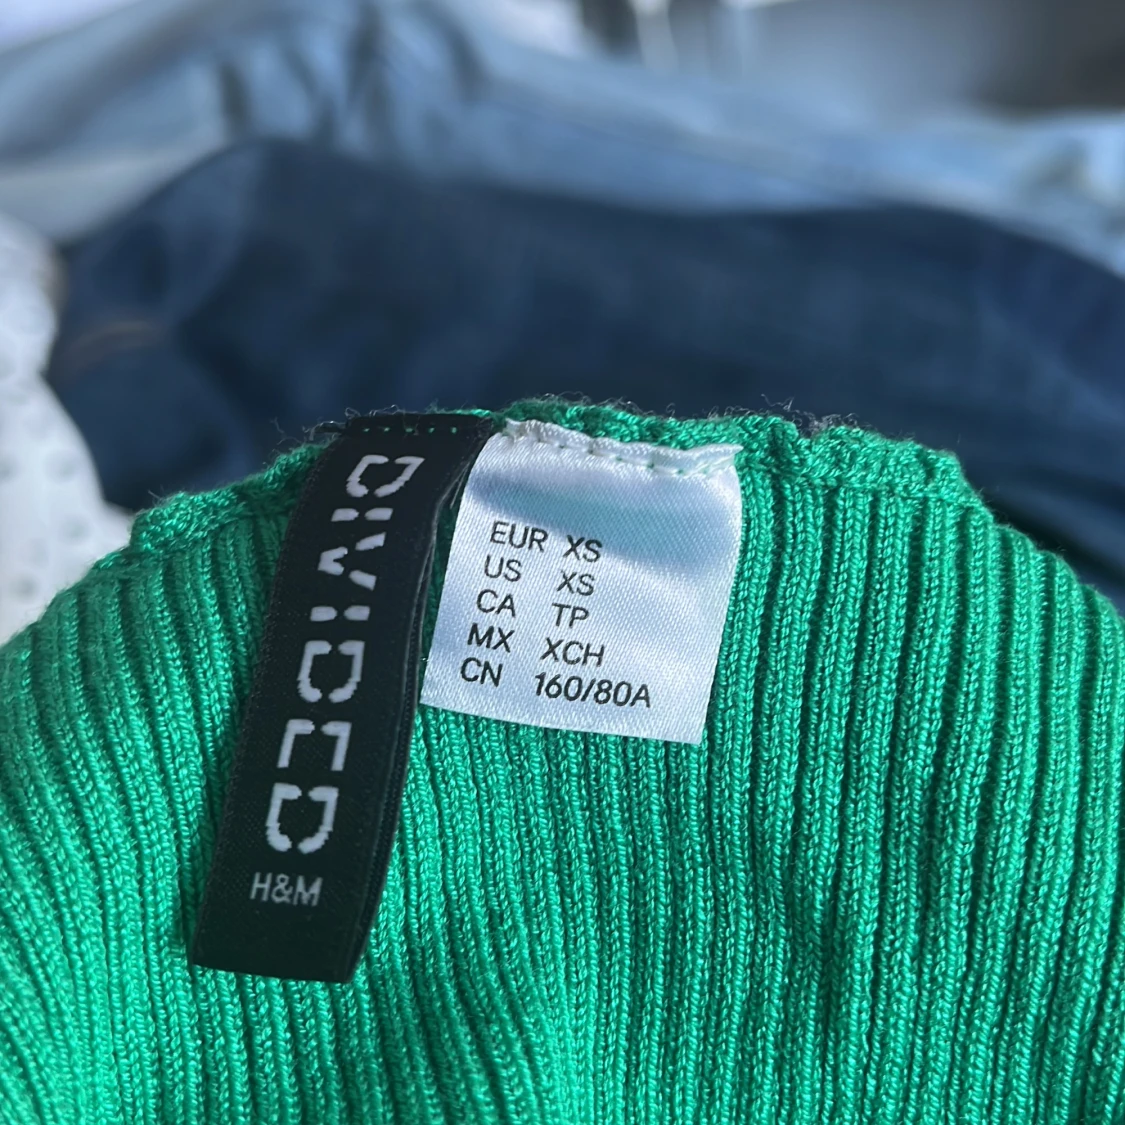 DIVIDED
H&M
EUR XS
US XS
CA TP
MX XCH
CN 160/80A